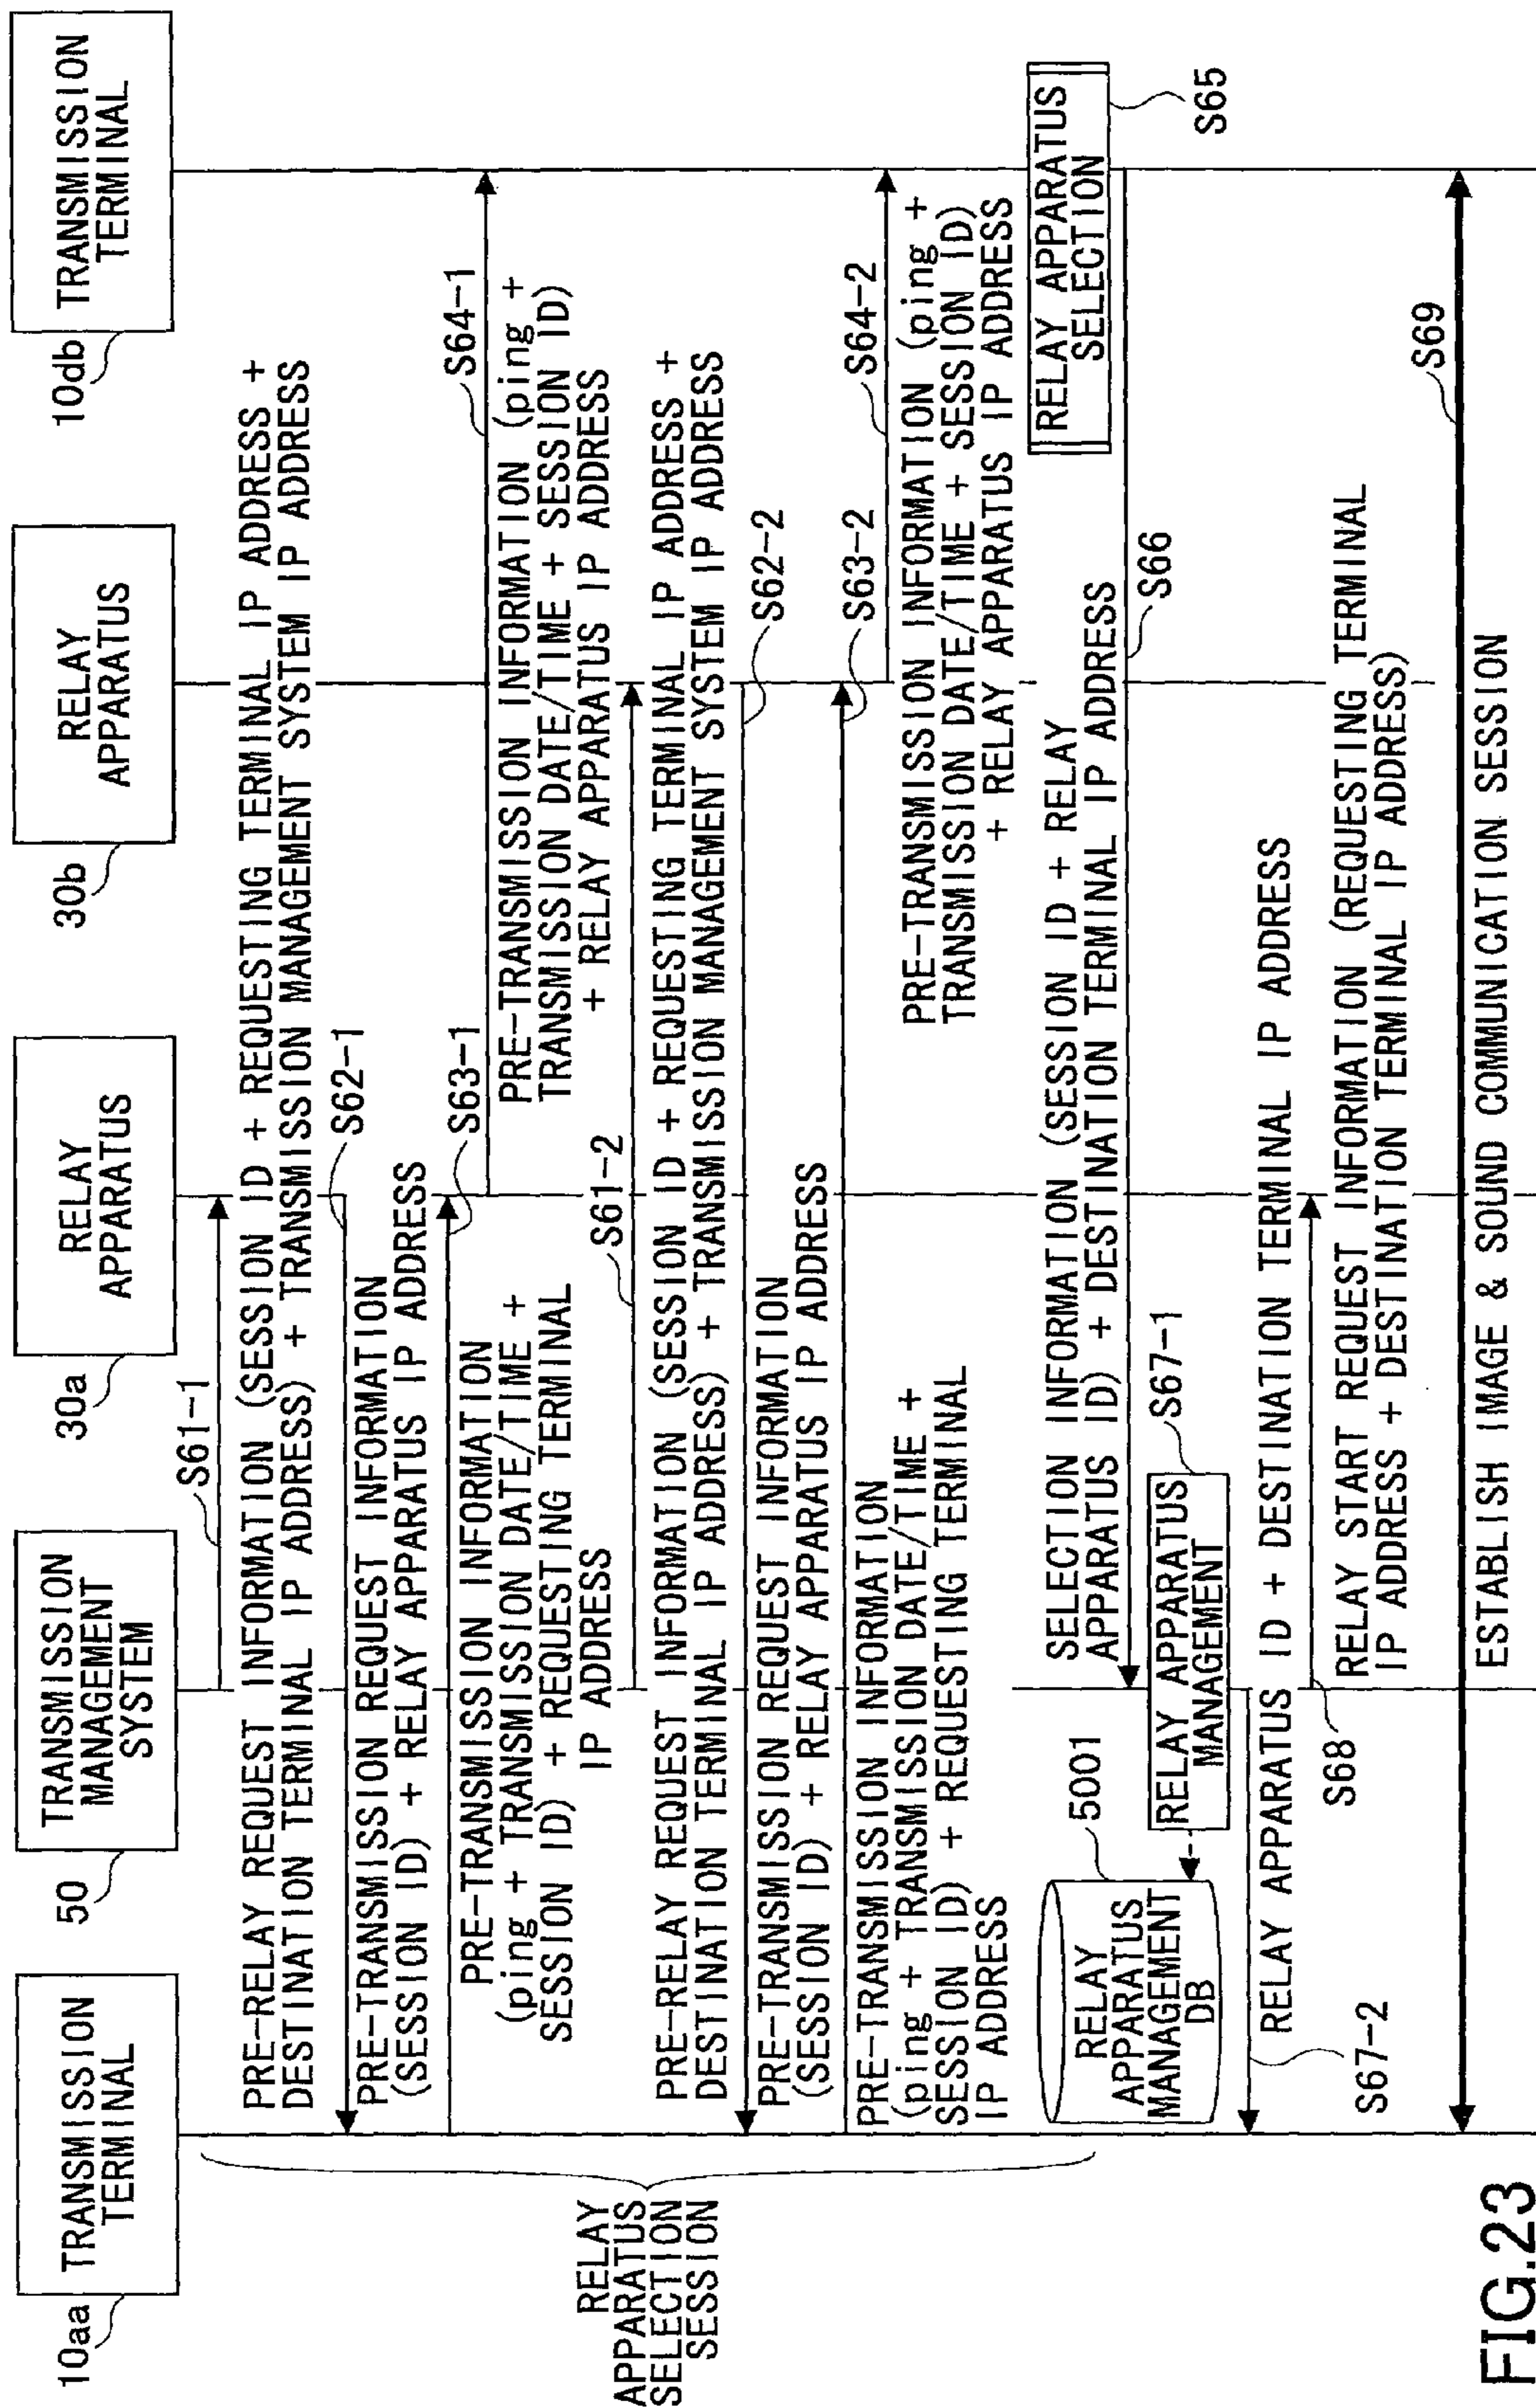 10aa
TRANSMISSION
TERMINAL
50
TRANSMISSION
MANAGEMENT
SYSTEM
30a
RELAY
APPARATUS
30b
RELAY
APPARATUS
10db
TRANSMISSION
TERMINAL
S61-1
PRE-RELAY REQUEST INFORMATION (SESSION ID + REQUESTING TERMINAL IP ADDRESS +
DESTINATION TERMINAL IP ADDRESS) + TRANSMISSION MANAGEMENT SYSTEM IP ADDRESS
S62-1
PRE-TRANSMISSION REQUEST INFORMATION
(SESSION ID) + RELAY APPARATUS IP ADDRESS
S63-1
PRE-TRANSMISSION INFORMATION
(ping + TRANSMISSION DATE/TIME +
SESSION ID) + REQUESTING TERMINAL
IP ADDRESS
S64-1
PRE-TRANSMISSION INFORMATION (ping +
TRANSMISSION DATE/TIME + SESSION ID)
+ RELAY APPARATUS IP ADDRESS
S61-2
PRE-RELAY REQUEST INFORMATION (SESSION ID + REQUESTING TERMINAL IP ADDRESS +
DESTINATION TERMINAL IP ADDRESS) + TRANSMISSION MANAGEMENT SYSTEM IP ADDRESS
S62-2
PRE-TRANSMISSION REQUEST INFORMATION
(SESSION ID) + RELAY APPARATUS IP ADDRESS
S63-2
PRE-TRANSMISSION INFORMATION
(ping + TRANSMISSION DATE/TIME +
SESSION ID) + REQUESTING TERMINAL
IP ADDRESS
S64-2
PRE-TRANSMISSION INFORMATION (ping +
TRANSMISSION DATE/TIME + SESSION ID)
+ RELAY APPARATUS IP ADDRESS
RELAY
APPARATUS
SELECTION
SESSION
RELAY APPARATUS
SELECTION
S65
SELECTION INFORMATION (SESSION ID + RELAY
APPARATUS ID) + DESTINATION TERMINAL IP ADDRESS
S66
5001
RELAY
APPARATUS
MANAGEMENT
DB
RELAY APPARATUS
MANAGEMENT
S67-1
RELAY APPARATUS ID + DESTINATION TERMINAL IP ADDRESS
S67-2
S68
RELAY START REQUEST INFORMATION (REQUESTING TERMINAL
IP ADDRESS + DESTINATION TERMINAL IP ADDRESS)
S69
ESTABLISH IMAGE & SOUND COMMUNICATION SESSION
FIG.23